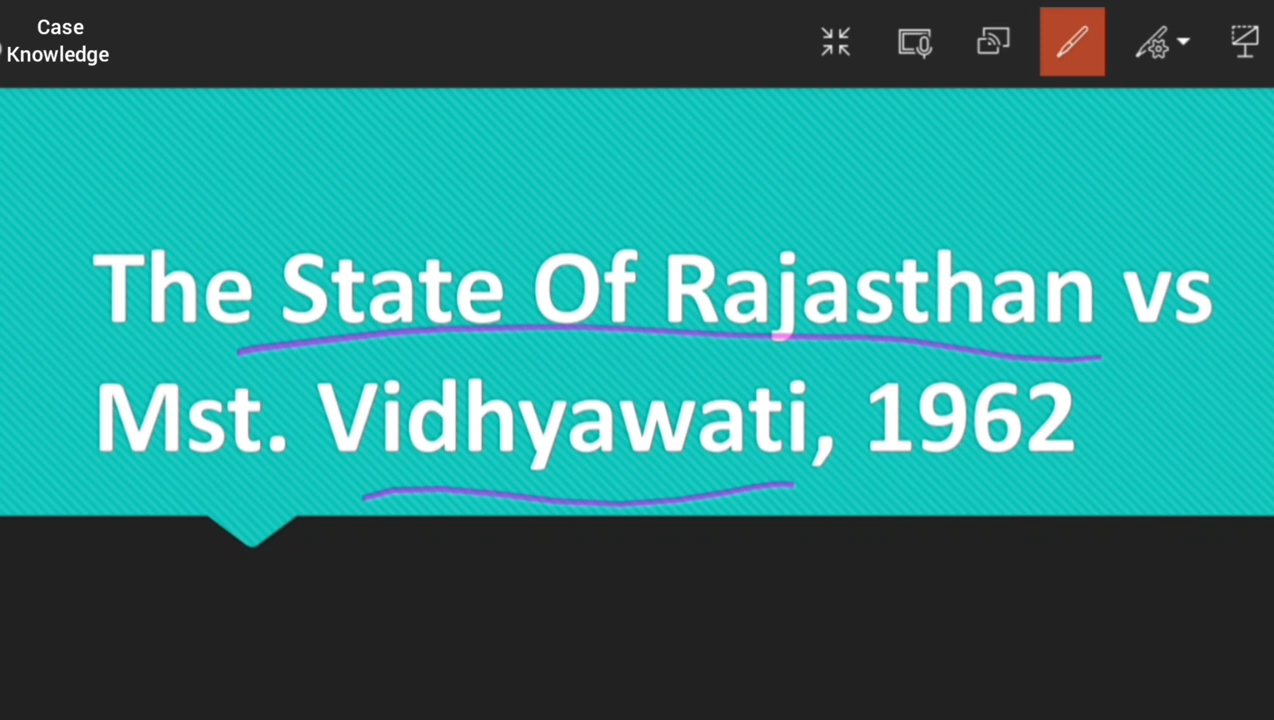 Case
Knowledge
The State Of Rajasthan vs
Mst. Vidhyawati, 1962